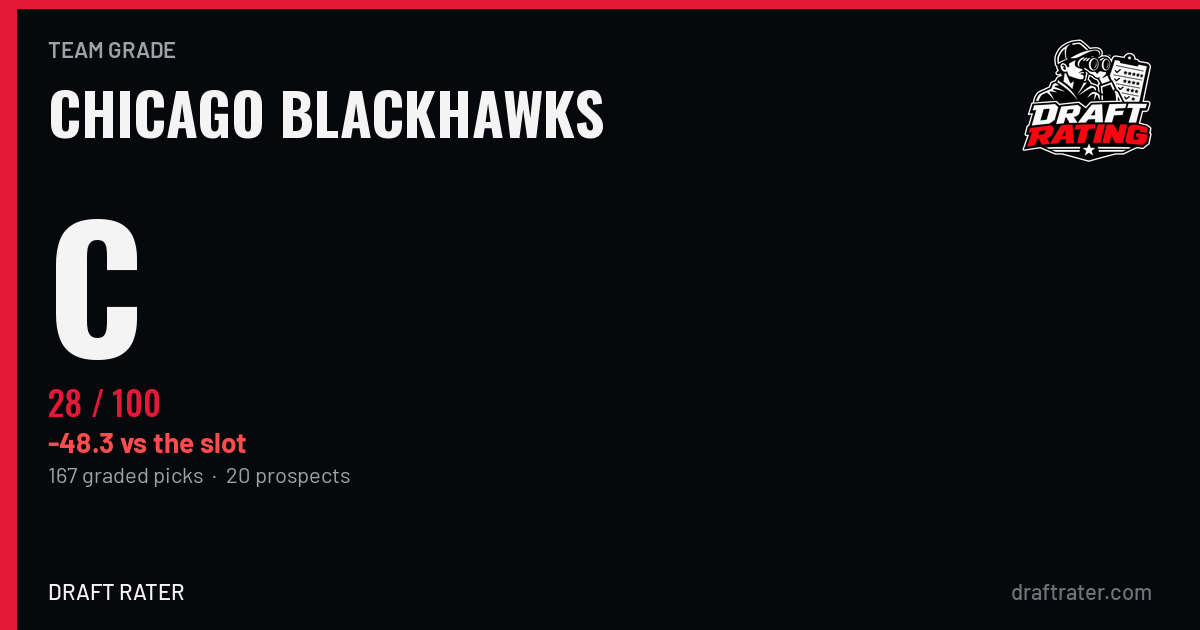 TEAM GRADE
CHICAGO BLACKHAWKS
DRAFT
RATING
C
28 / 100
-48.3 vs the slot
167 graded picks · 20 prospects
DRAFT RATER
draftrater.com